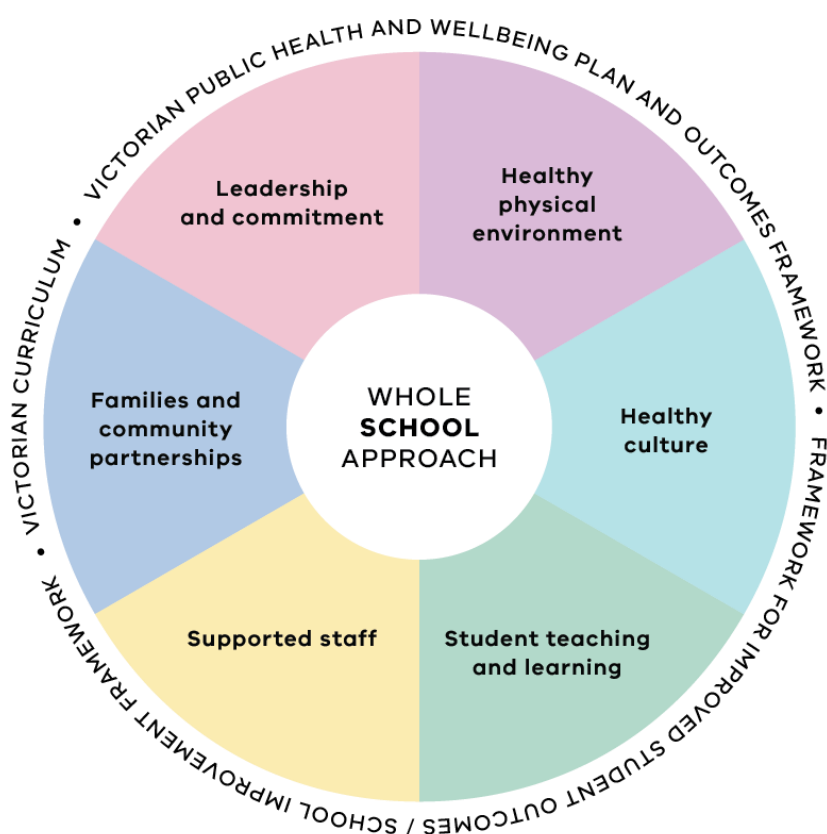 VICTORIAN PUBLIC HEALTH AND WELLBEING PLAN AND OUTCOMES FRAMEWORK •
FRAMEWORK FOR IMPROVED STUDENT OUTCOMES / SCHOOL IMPROVEMENT FRAMEWORK •
VICTORIAN CURRICULUM •
Leadership
and commitment
Healthy
physical
environment
Families and
community
partnerships
WHOLE
SCHOOL
APPROACH
Healthy
culture
Supported staff
Student teaching
and learning